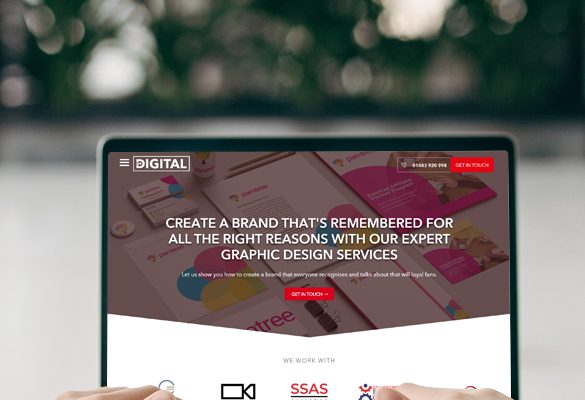 DIGITAL
01483 920 998
GET IN TOUCH
CREATE A BRAND THAT'S REMEMBERED FOR
ALL THE RIGHT REASONS WITH OUR EXPERT
GRAPHIC DESIGN SERVICES
Let us show you how to create a brand that everyone recognises and talks about that will loyal fans.
GET IN TOUCH →
WE WORK WITH
SSAS